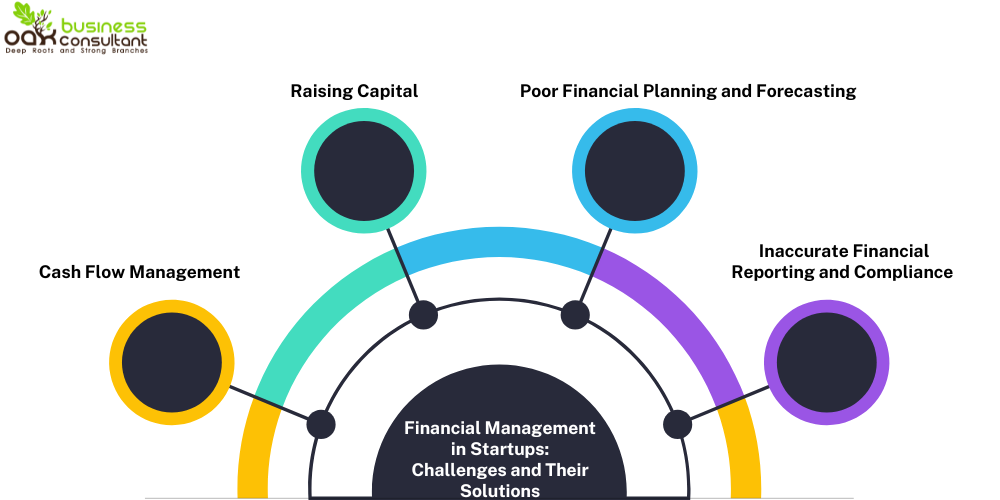 business
oak consultant
Deep Roots and Strong Branches
Raising Capital
Poor Financial Planning and Forecasting
Cash Flow Management
Inaccurate Financial
Reporting and Compliance
Financial Management
in Startups:
Challenges and Their
Solutions